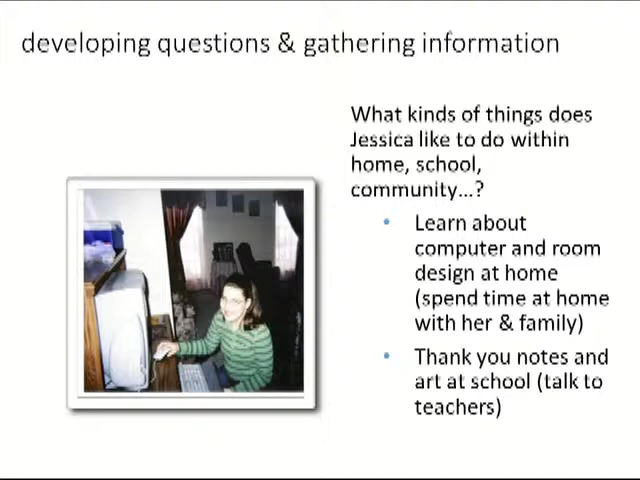 developing questions & gathering information
What kinds of things does
Jessica like to do within
home, school,
community...?
• Learn about
computer and room
design at home
(spend time at home
with her & family)
• Thank you notes and
art at school (talk to
teachers)